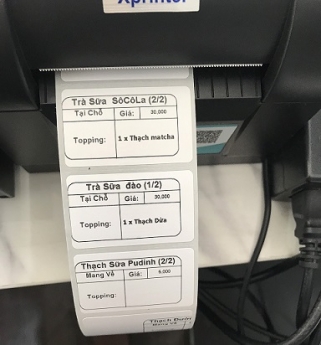 Xprinter
Trà Sữa SôCôLa (2/2)
Tại Chỗ Giá: 30,000
Topping: 1 x Thạch matcha
Trà Sữa đào (1/2)
Tại Chỗ Giá: 30,000
Topping: 1 x Thạch Dừa
Thạch Sữa Pudinh (2/2)
Mang Về Giá: 5,000
Topping:
Mang Về